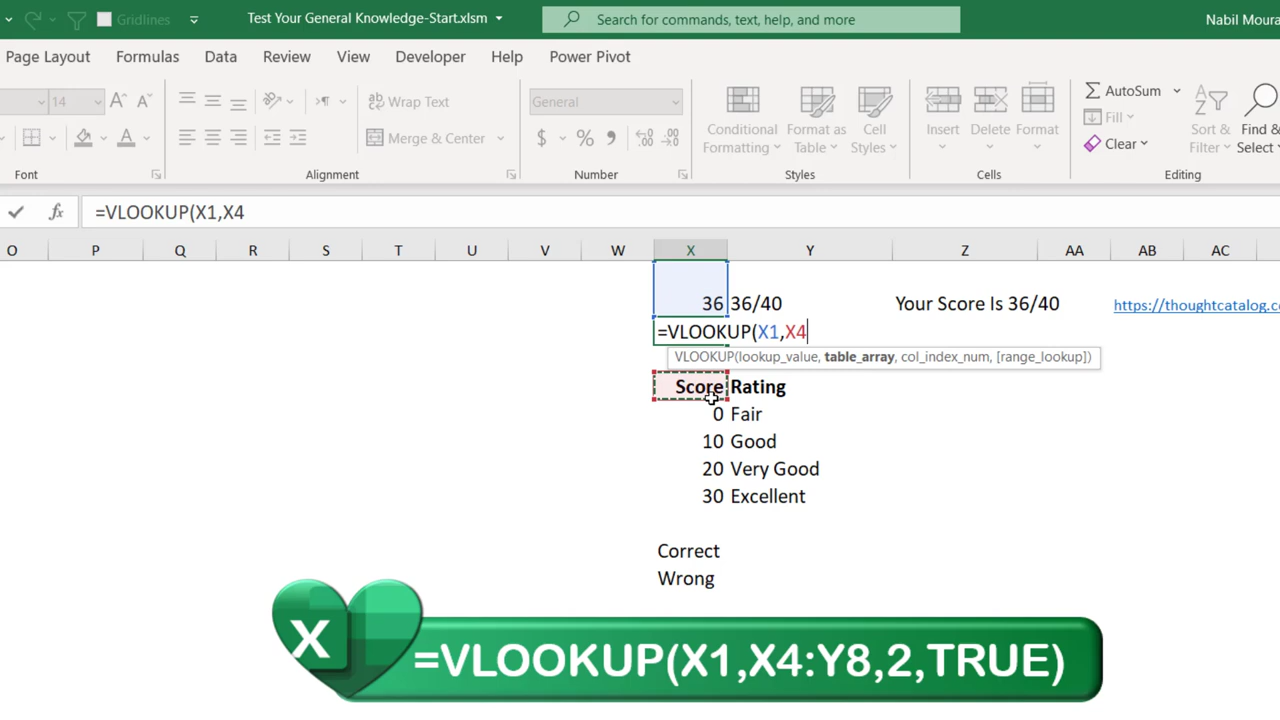 Gridlines
Test Your General Knowledge-Start.xlsm
Search for commands, text, help, and more
Nabil Moura
Page Layout Formulas Data Review View Developer Help Power Pivot
14 Wrap Text General AutoSum
Merge & Center $ % Conditional Formatting Format as Table Cell Styles Insert Delete Format Fill Clear Sort & Filter Find & Select
Font Alignment Number Styles Cells Editing
fx =VLOOKUP(X1,X4
O P Q R S T U V W X Y Z AA AB AC
36 36/40 Your Score Is 36/40 https://thoughtcatalog.c
=VLOOKUP(X1,X4
VLOOKUP(lookup_value, table_array, col_index_num, [range_lookup])
Score Rating
0 Fair
10 Good
20 Very Good
30 Excellent
Correct
Wrong
X =VLOOKUP(X1,X4:Y8,2,TRUE)